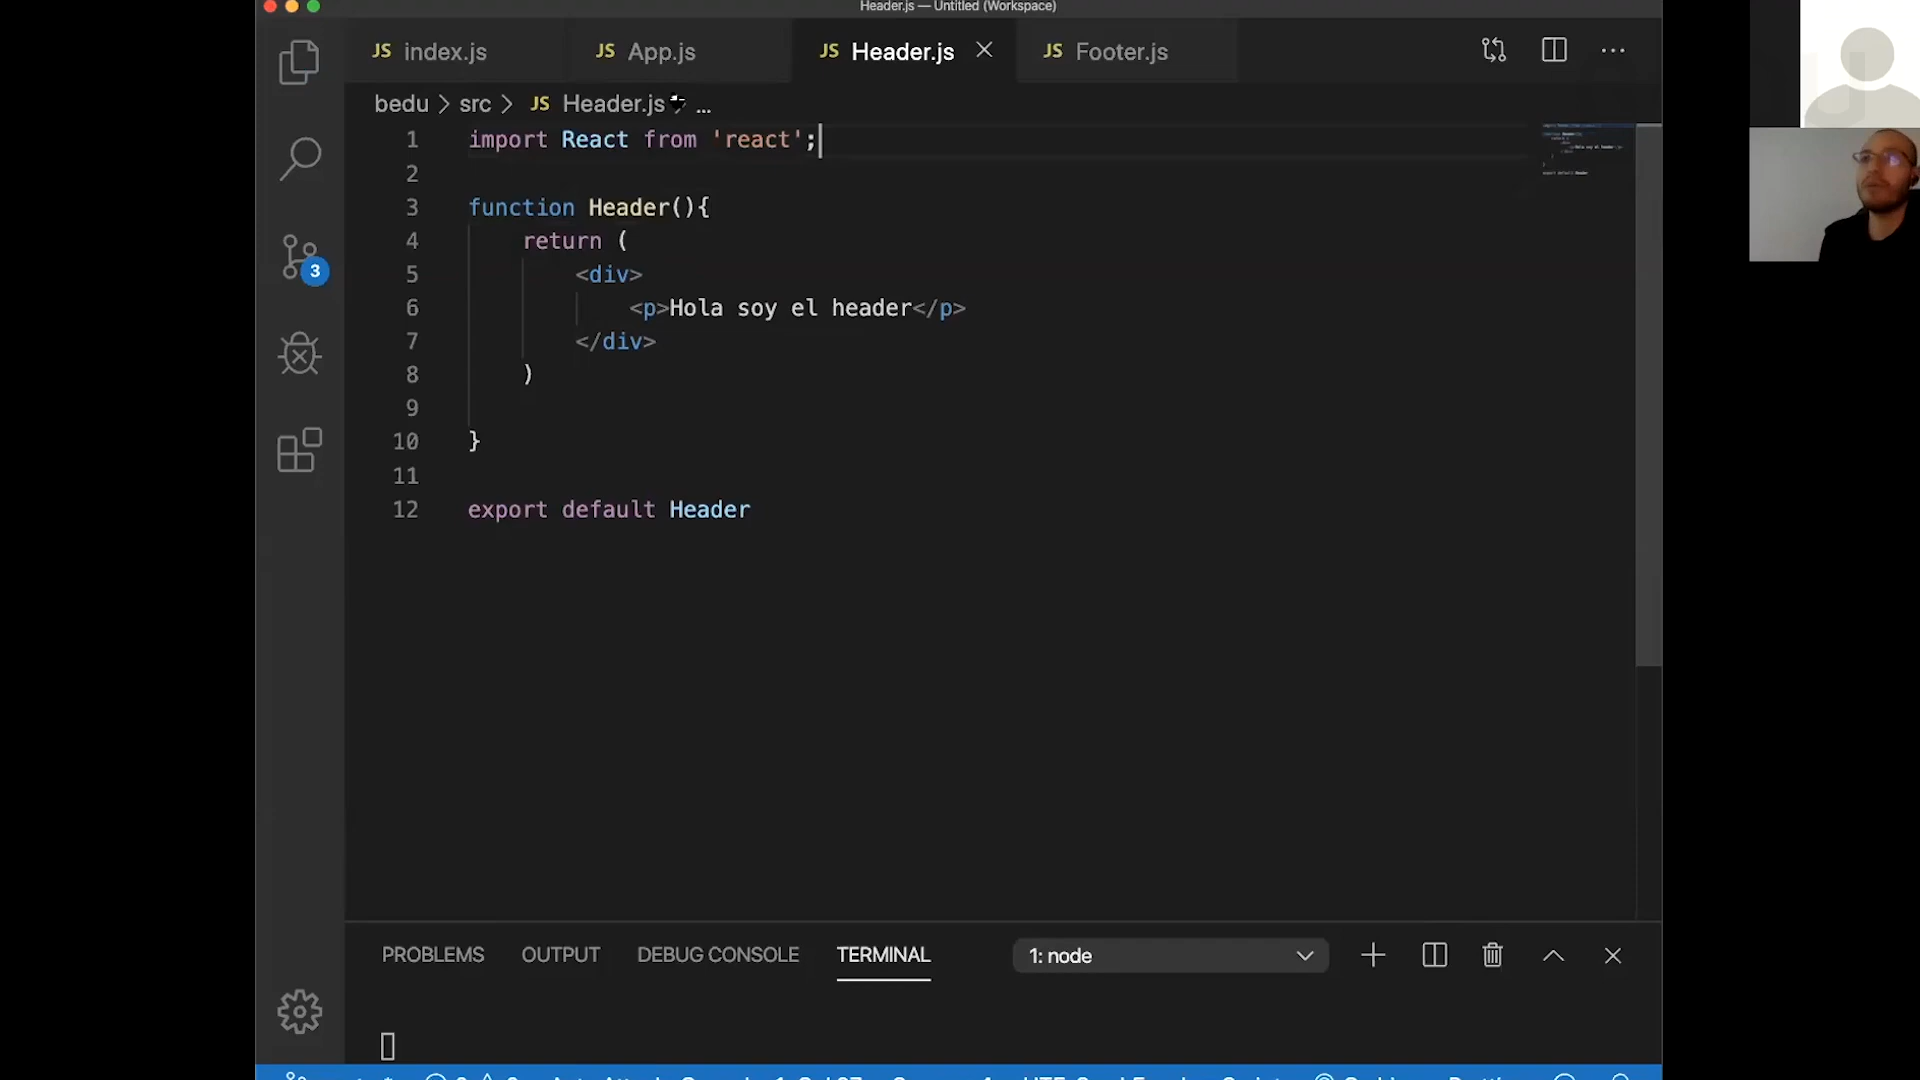 Header.js — Untitled (Workspace)
JS index.js JS App.js JS Header.js JS Footer.js
bedu > src > JS Header.js > ...
1 import React from 'react';
2
3 function Header(){
4 return (
5 <div>
6 <p>Hola soy el header</p>
7 </div>
8 )
9
10 }
11
12 export default Header
3
PROBLEMS OUTPUT DEBUG CONSOLE TERMINAL 1: node